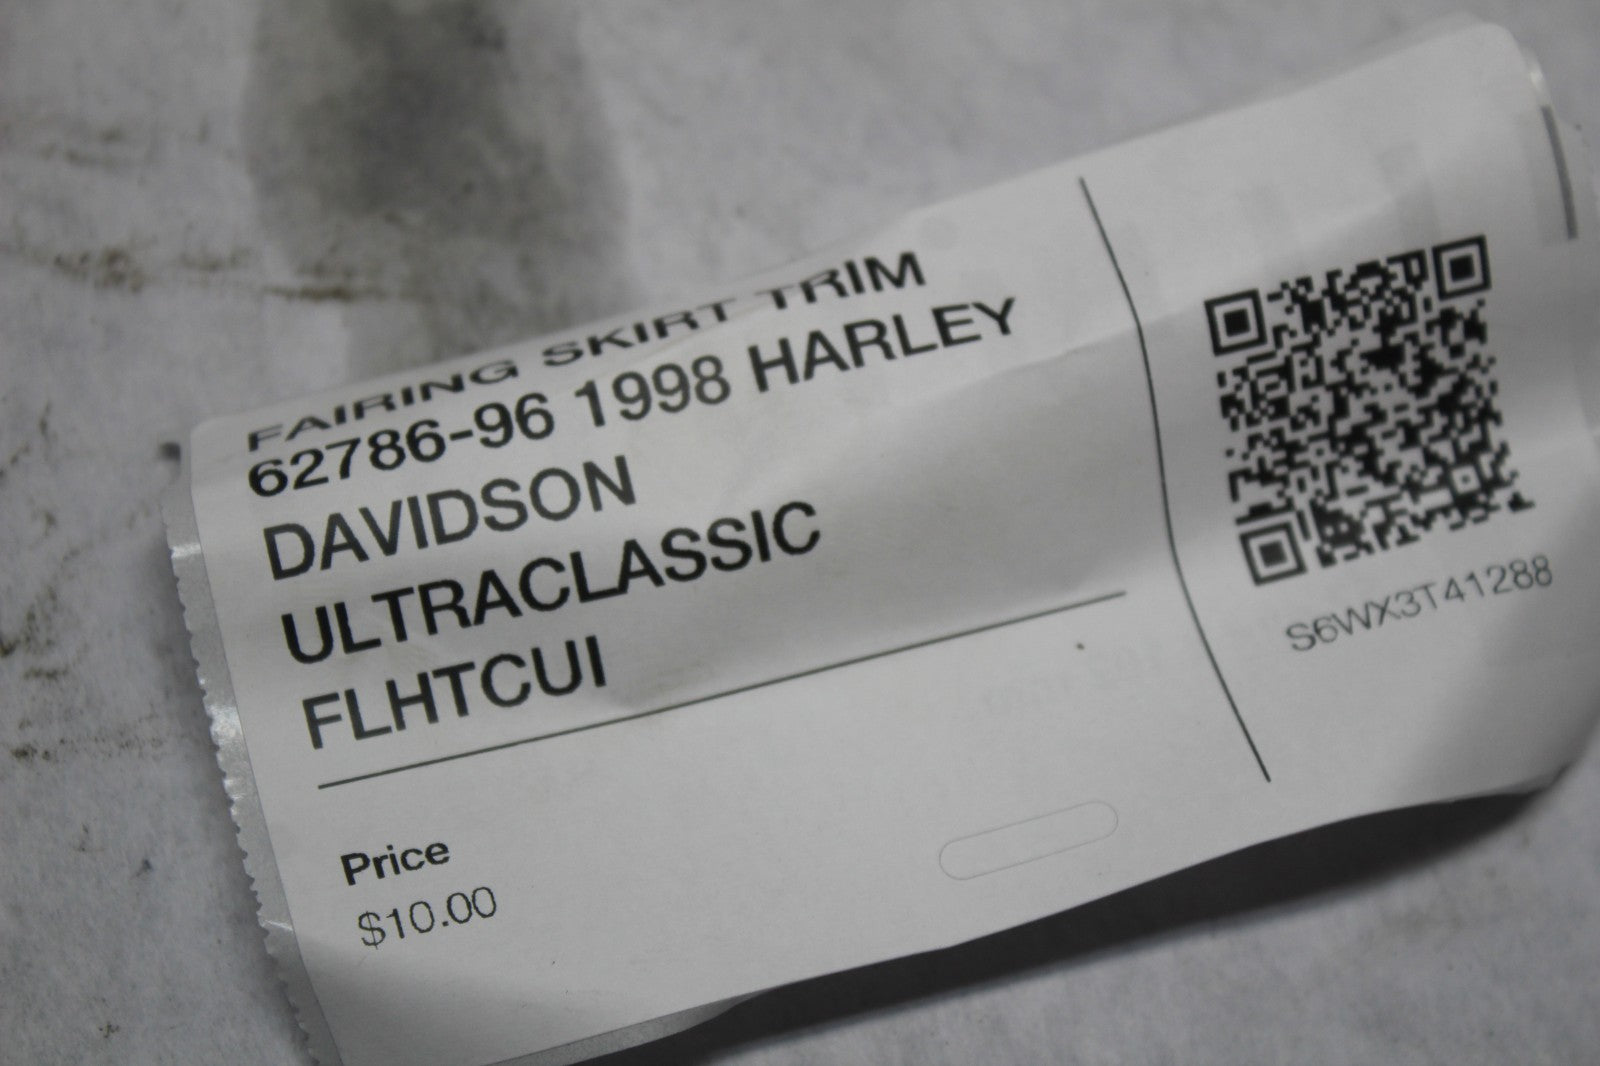 FAIRING SKIRT TRIM
62786-96 1998 HARLEY
DAVIDSON
ULTRACLASSIC
FLHTCUI
Price
$10.00
S6WX3T41288